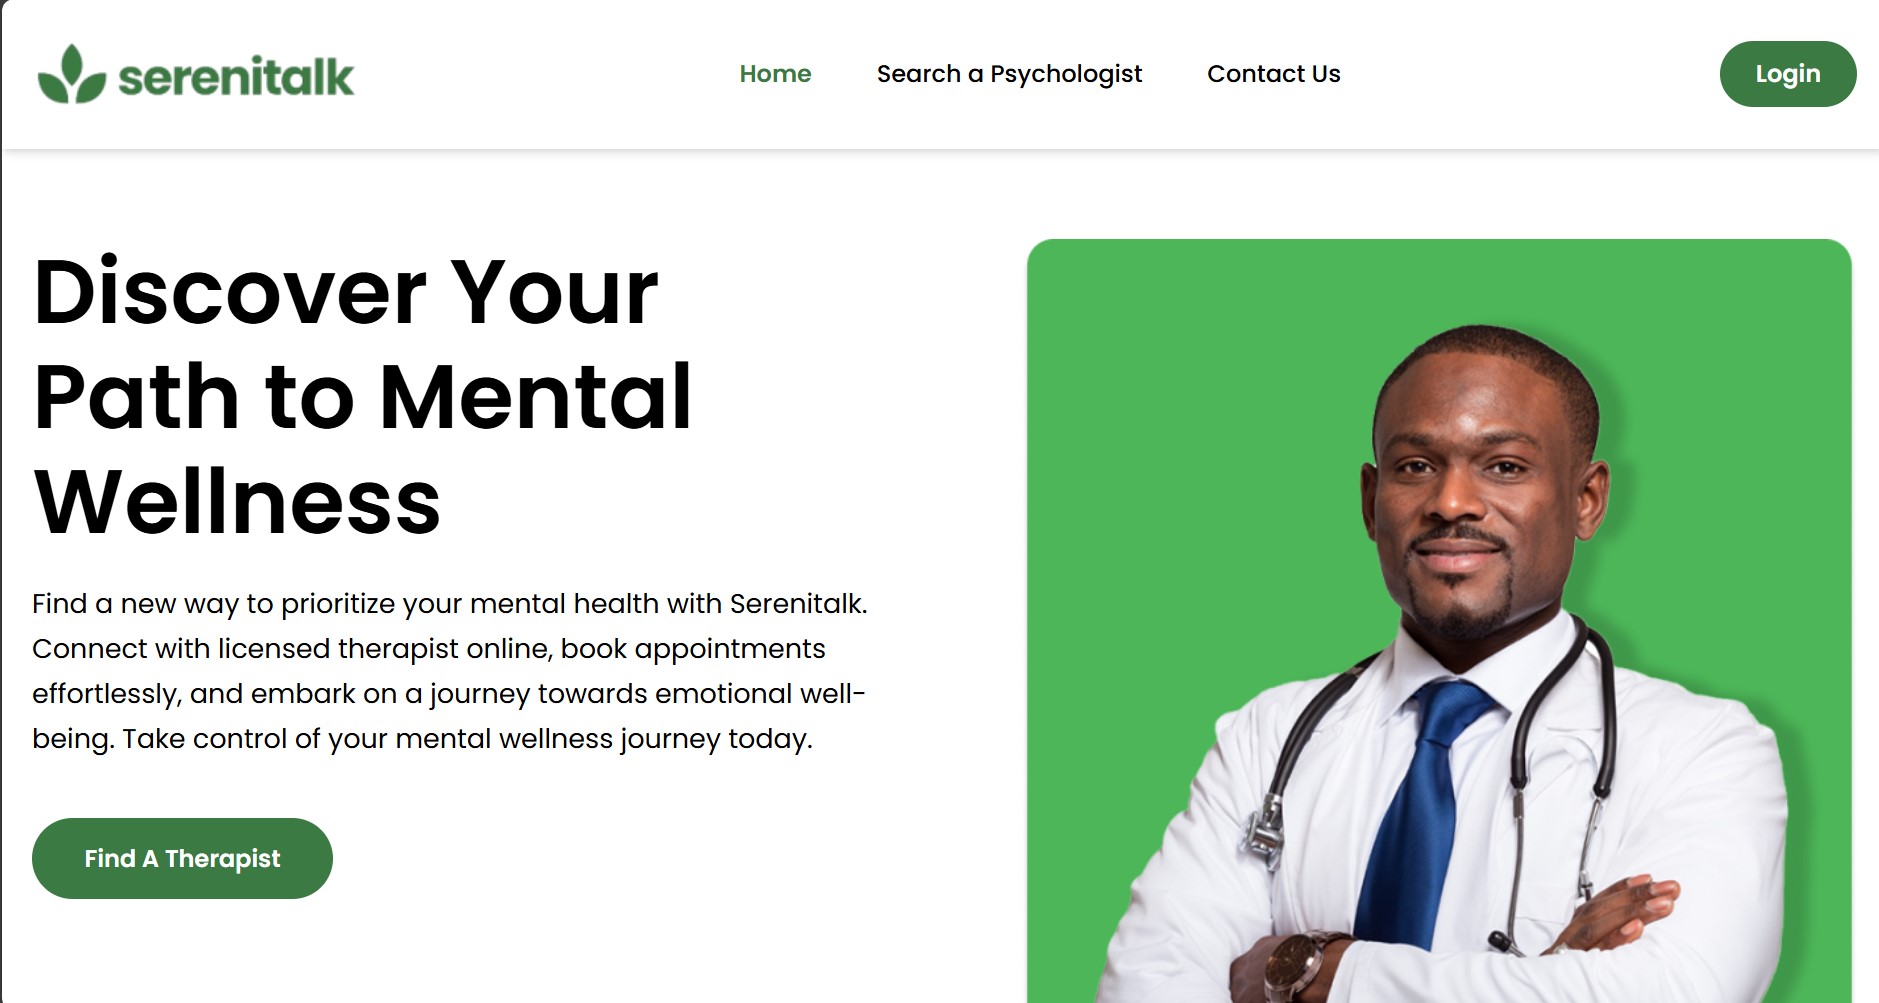 serenitalk
Home
Search a Psychologist
Contact Us
Login
Discover Your
Path to Mental
Wellness
Find a new way to prioritize your mental health with Serenitalk.
Connect with licensed therapist online, book appointments
effortlessly, and embark on a journey towards emotional well-
being. Take control of your mental wellness journey today.
Find A Therapist